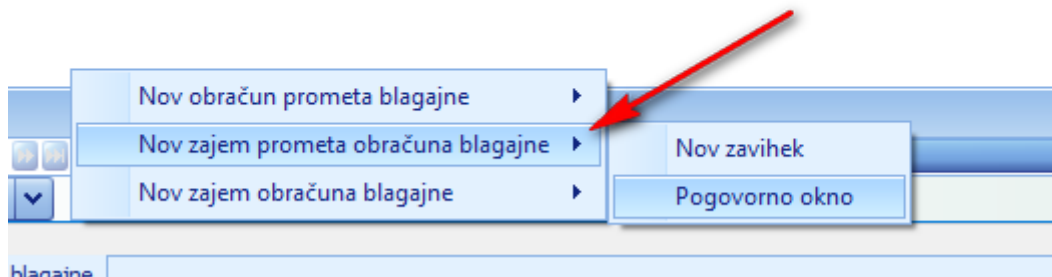 Nov obračun prometa blagajne
Nov zajem prometa obračuna blagajne
Nov zavihek
Nov zajem obračuna blagajne
Pogovorno okno
blagajne